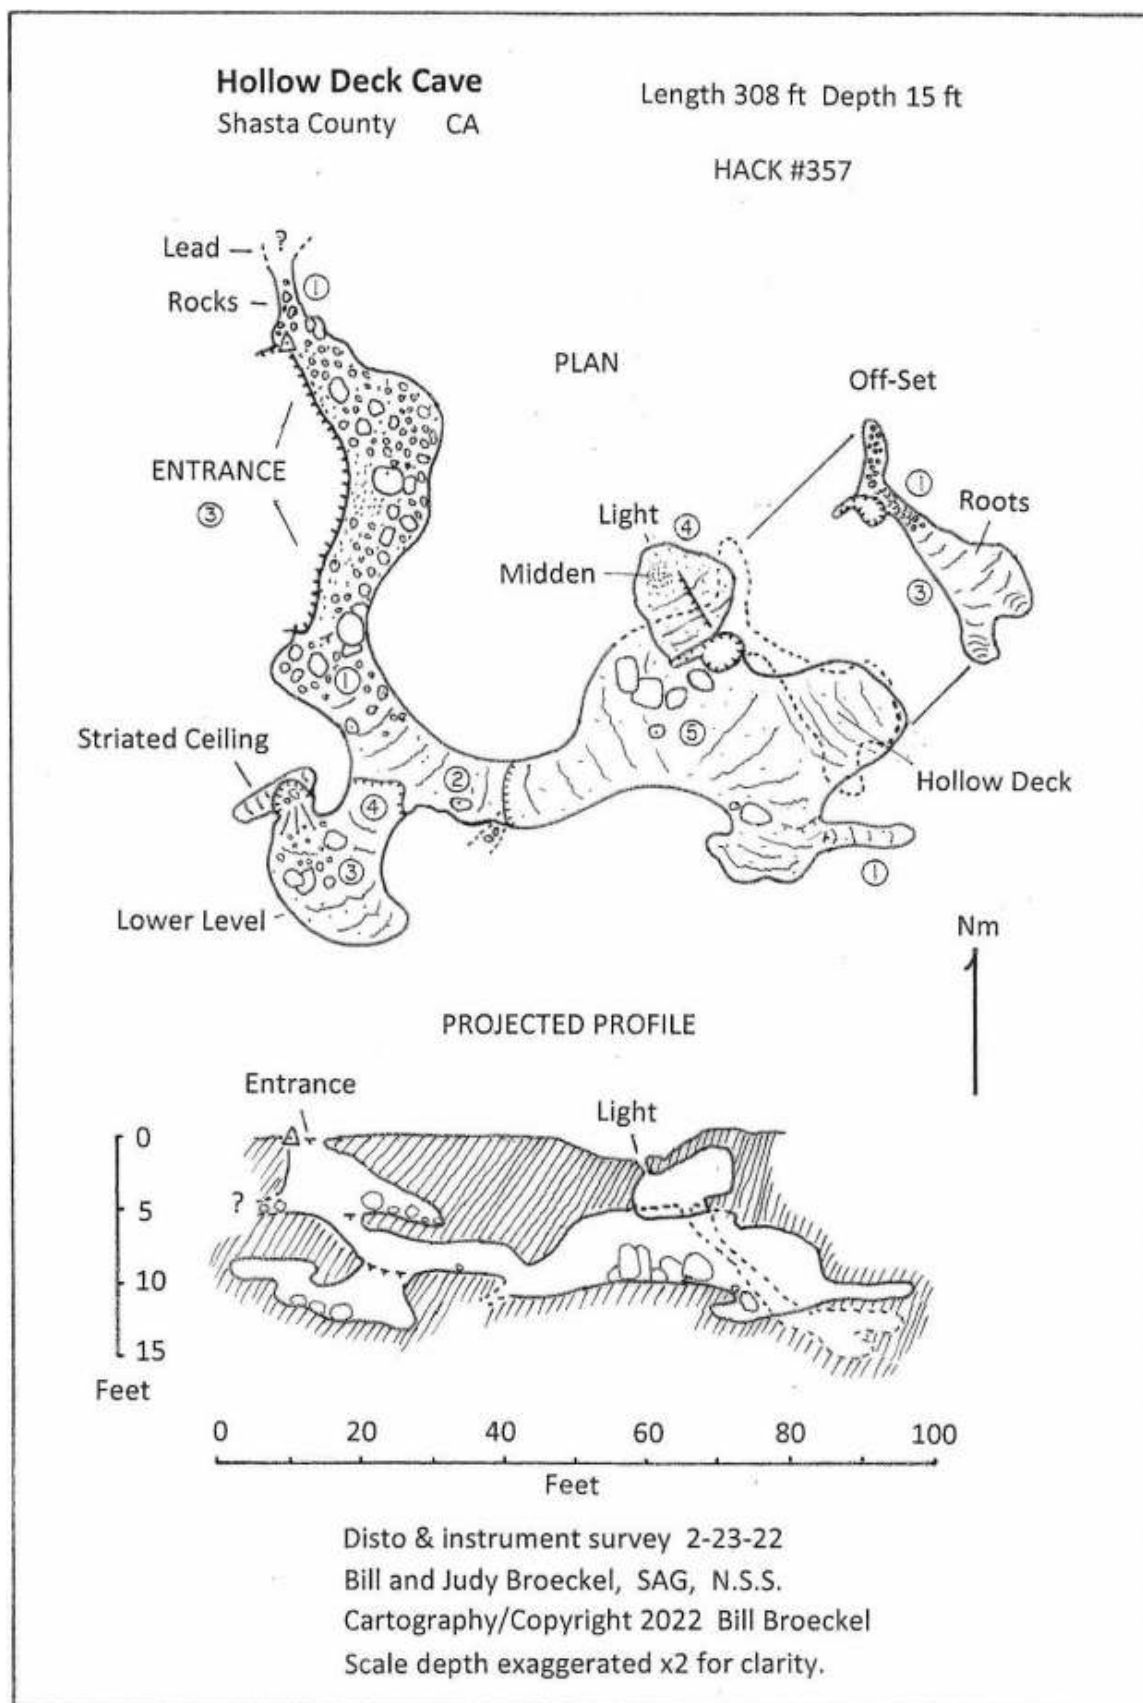 Hollow Deck Cave
Shasta County CA
Length 308 ft Depth 15 ft
HACK #357
Lead
?
1
Rocks
PLAN
Off-Set
ENTRANCE
3
1
Roots
Light
4
Midden
3
1
5
Striated Ceiling
2
Hollow Deck
4
3
1
Lower Level
Nm
PROJECTED PROFILE
Entrance
Light
0
?
5
10
15
Feet
0 20 40 60 80 100
Feet
Disto & instrument survey 2-23-22
Bill and Judy Broeckel, SAG, N.S.S.
Cartography/Copyright 2022 Bill Broeckel
Scale depth exaggerated x2 for clarity.